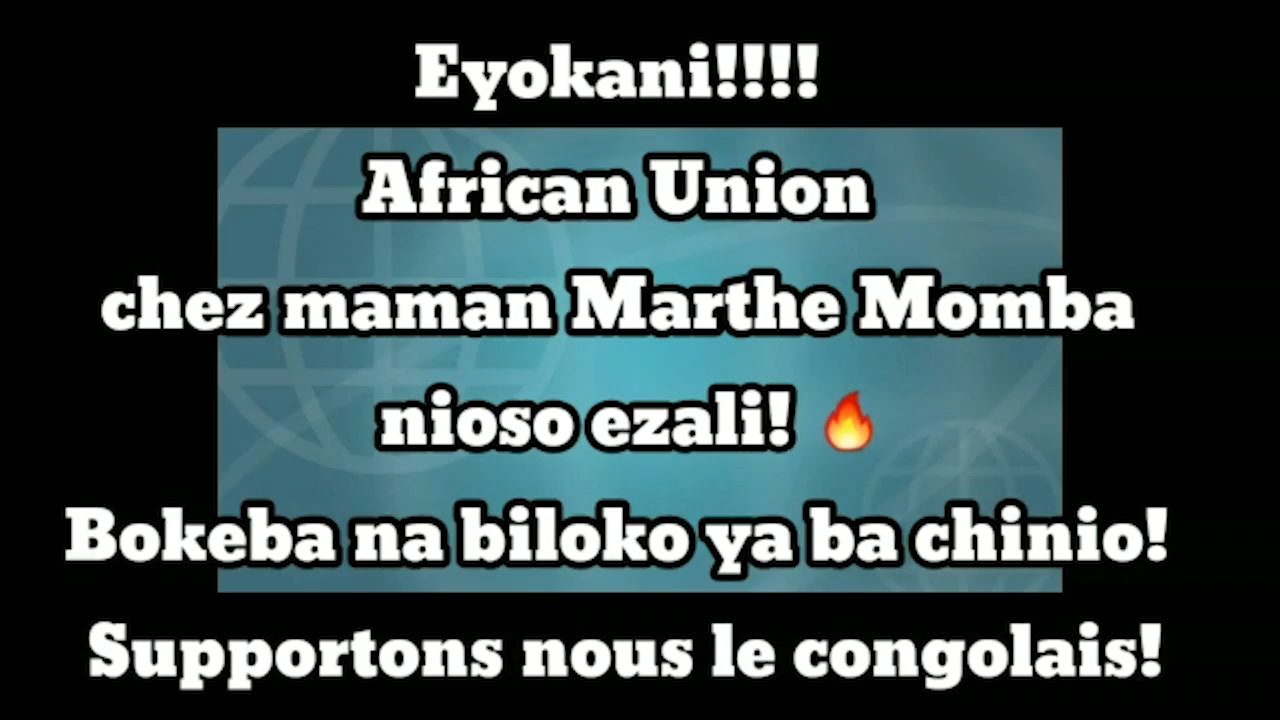 Eyokani!!!!
African Union
chez maman Marthe Momba
nioso ezali! 🔥
Bokeba na biloko ya ba chinio!
Supportons nous le congolais!